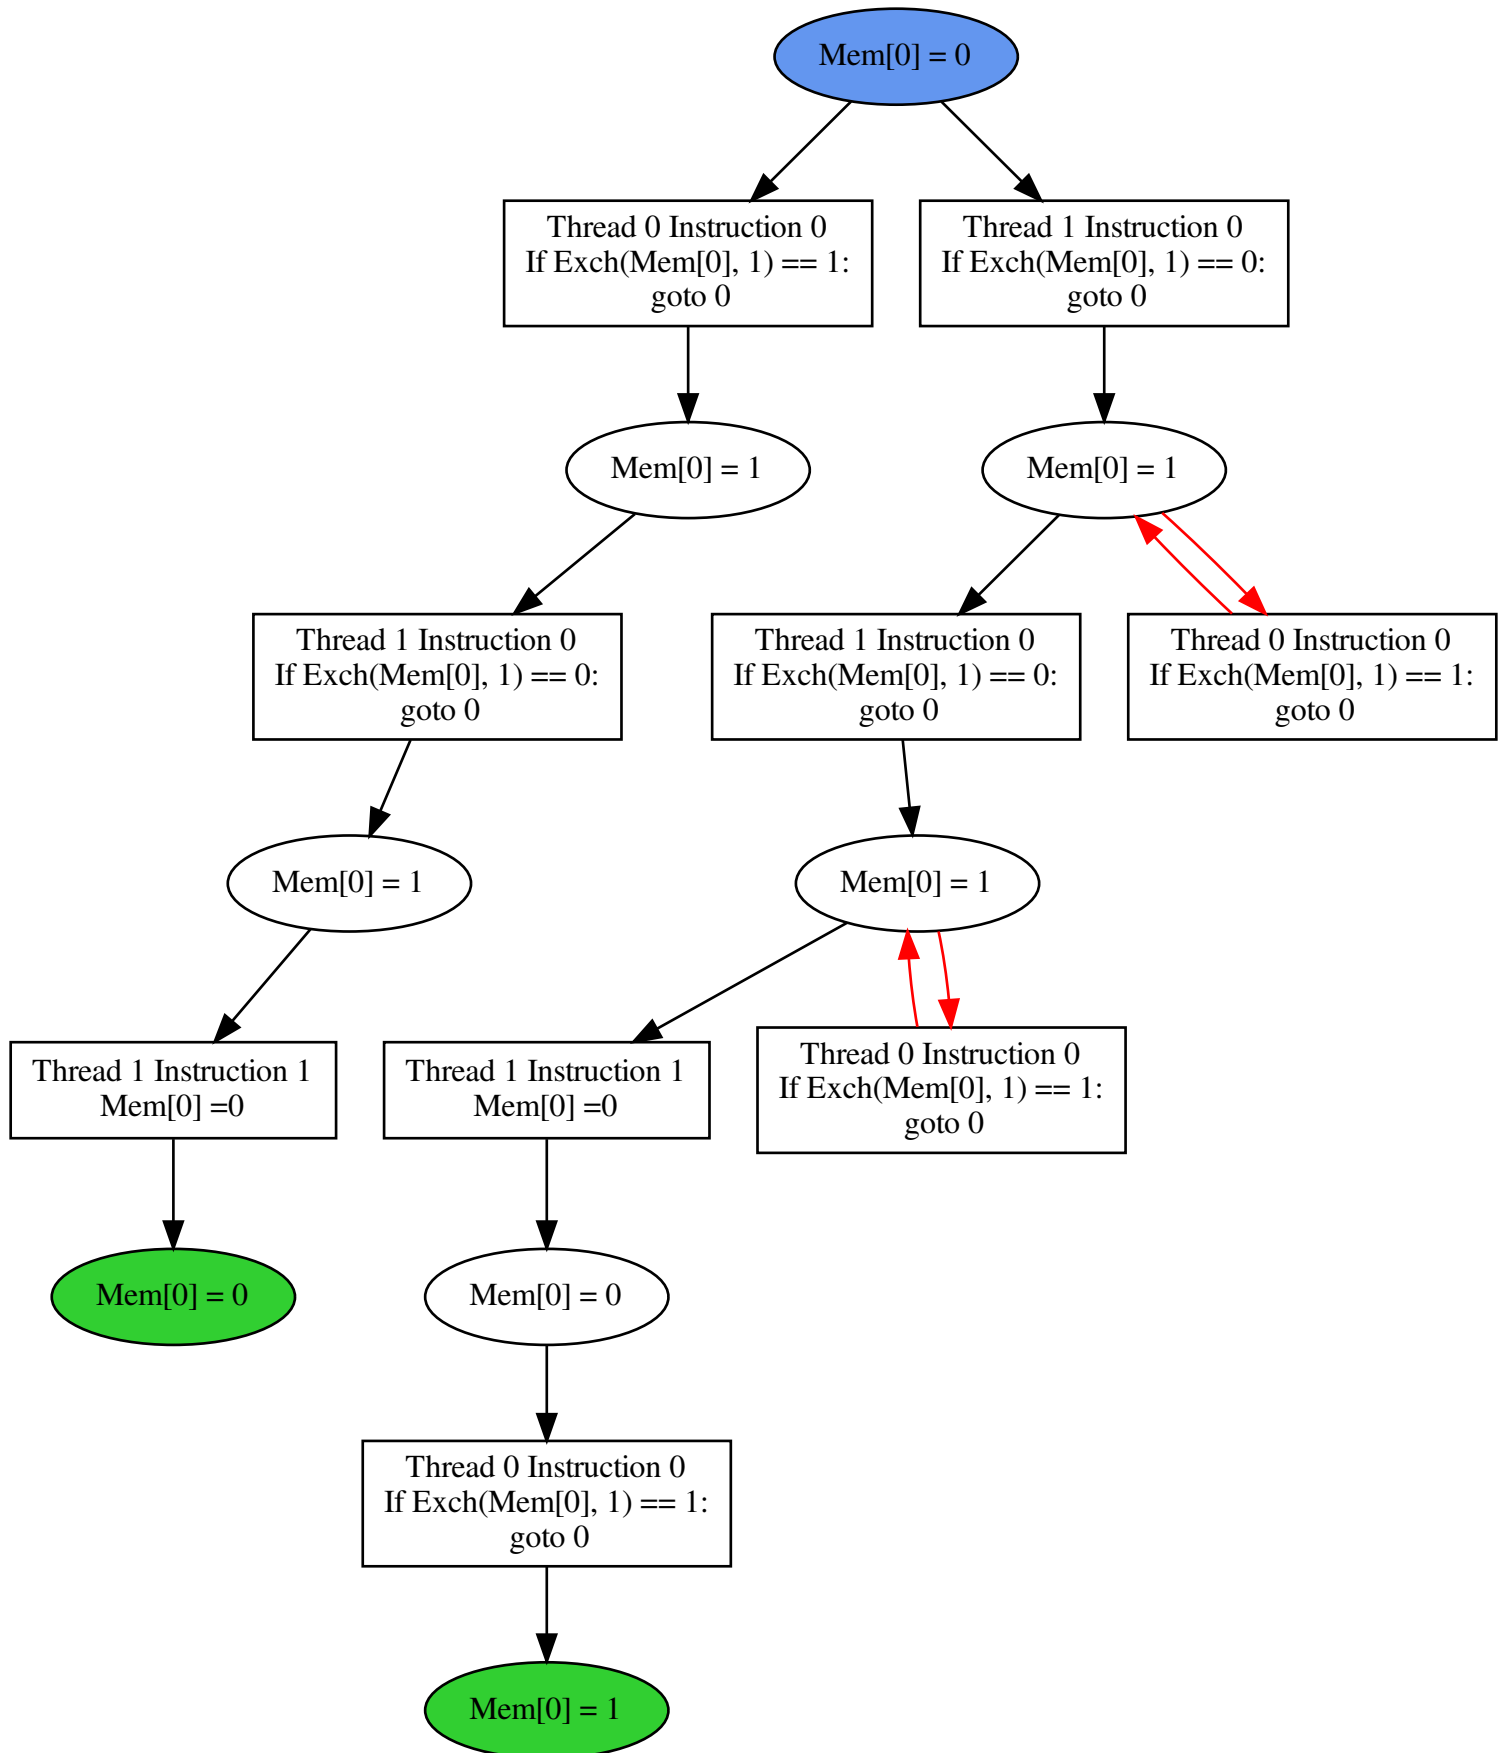 Mem[0] = 0
Thread 0 Instruction 0
If Exch(Mem[0], 1) == 1:
goto 0
Thread 1 Instruction 0
If Exch(Mem[0], 1) == 0:
goto 0
Mem[0] = 1
Mem[0] = 1
Thread 1 Instruction 0
If Exch(Mem[0], 1) == 0:
goto 0
Thread 1 Instruction 0
If Exch(Mem[0], 1) == 0:
goto 0
Thread 0 Instruction 0
If Exch(Mem[0], 1) == 1:
goto 0
Mem[0] = 1
Mem[0] = 1
Thread 1 Instruction 1
Mem[0] =0
Thread 1 Instruction 1
Mem[0] =0
Thread 0 Instruction 0
If Exch(Mem[0], 1) == 1:
goto 0
Mem[0] = 0
Mem[0] = 0
Thread 0 Instruction 0
If Exch(Mem[0], 1) == 1:
goto 0
Mem[0] = 1